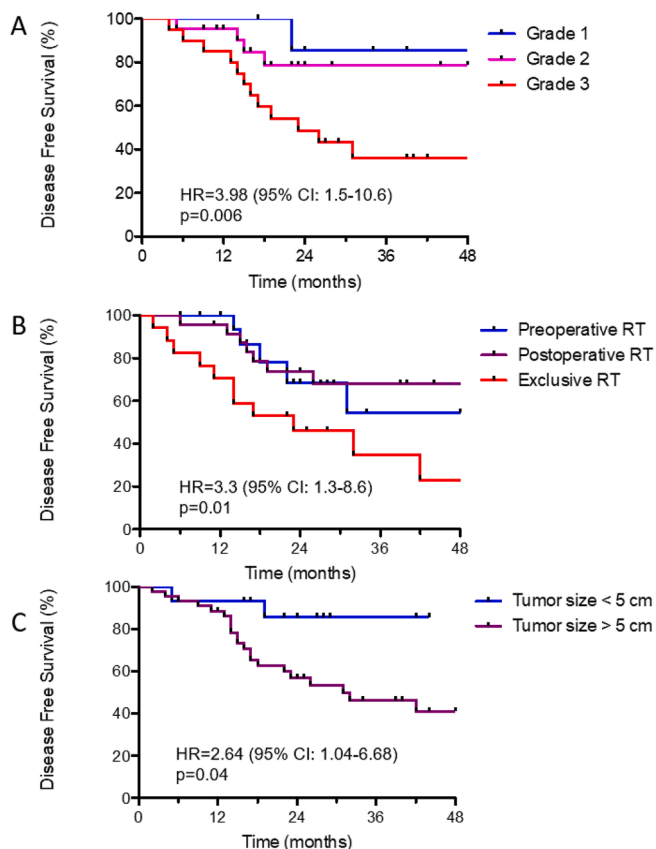 A
Disease Free Survival (%)
100
80
60
40
20
0
0
12
24
36
48
Time (months)
HR=3.98 (95% CI: 1.5-10.6)
p=0.006
Grade 1
Grade 2
Grade 3
B
Disease Free Survival (%)
100
80
60
40
20
0
0
12
24
36
48
Time (months)
HR=3.3 (95% CI: 1.3-8.6)
p=0.01
Preoperative RT
Postoperative RT
Exclusive RT
C
Disease Free Survival (%)
100
80
60
40
20
0
0
12
24
36
48
Time (months)
HR=2.64 (95% CI: 1.04-6.68)
p=0.04
Tumor size < 5 cm
Tumor size > 5 cm